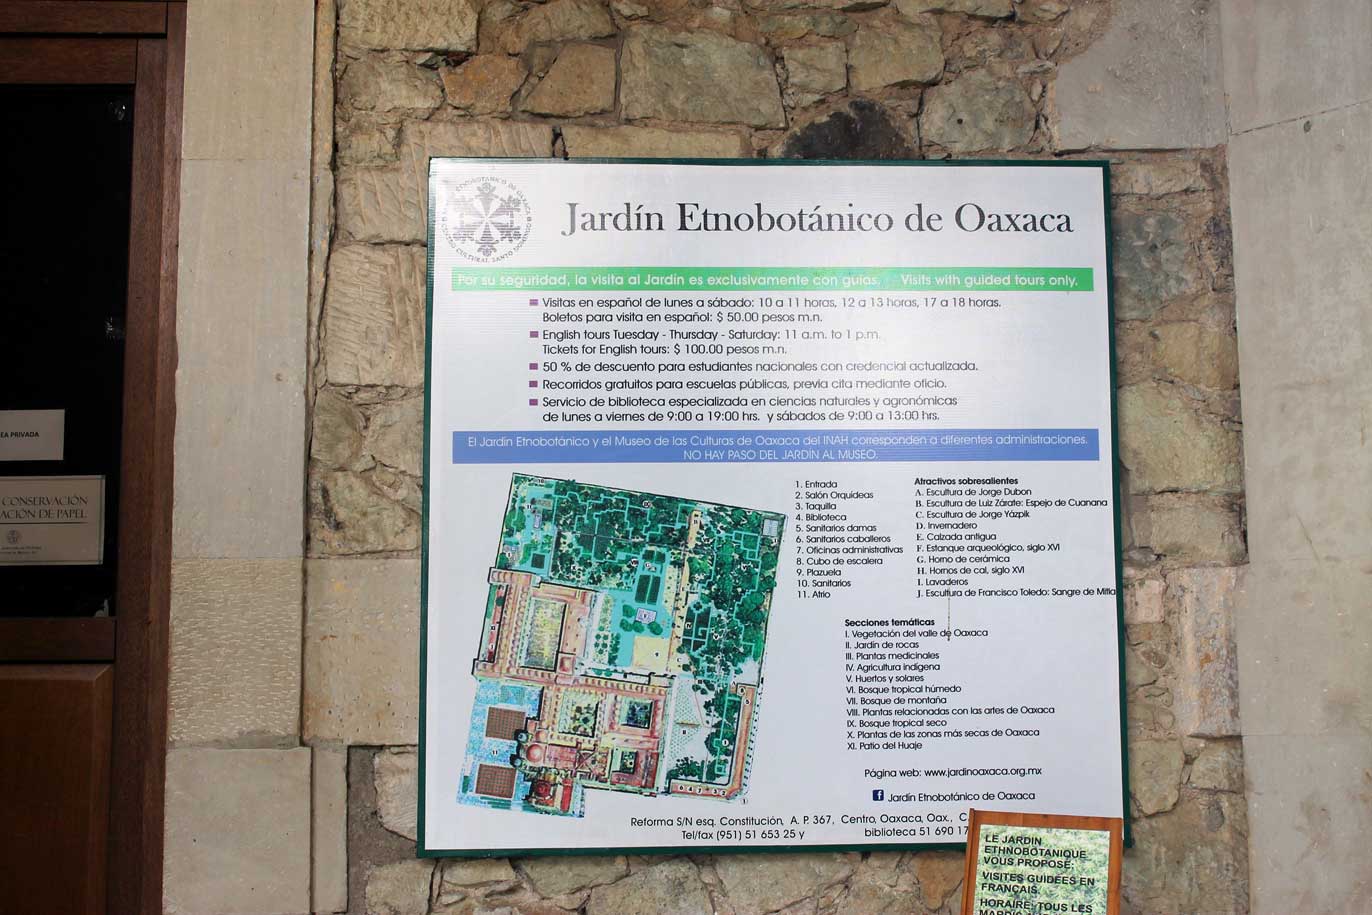 EA PRIVADA
CONSERVACIÓN
ACIÓN DE PAPEL
ETNOBOTÁNICO DE OAXACA
CENTRO CULTURAL SANTO DOMINGO
Jardín Etnobotánico de Oaxaca
Por su seguridad, la visita al Jardín es exclusivamente con guías. Visits with guided tours only.
Visitas en español de lunes a sábado: 10 a 11 horas, 12 a 13 horas, 17 a 18 horas.
Boletos para visita en español: $ 50.00 pesos m.n.
English tours Tuesday - Thursday - Saturday: 11 a.m. to 1 p.m.
Tickets for English tours: $ 100.00 pesos m.n.
50 % de descuento para estudiantes nacionales con credencial actualizada.
Recorridos gratuitos para escuelas públicas, previa cita mediante oficio.
Servicio de biblioteca especializada en ciencias naturales y agronómicas
de lunes a viernes de 9:00 a 19:00 hrs. y sábados de 9:00 a 13:00 hrs.
El Jardín Etnobotánico y el Museo de las Culturas de Oaxaca del INAH corresponden a diferentes administraciones.
NO HAY PASO DEL JARDÍN AL MUSEO.
1. Entrada
2. Salón Orquídeas
3. Taquilla
4. Biblioteca
5. Sanitarios damas
6. Sanitarios caballeros
7. Oficinas administrativas
8. Cubo de escalera
9. Plazuela
10. Sanitarios
11. Atrio
Atractivos sobresalientes
A. Escultura de Jorge Dubon
B. Escultura de Luiz Zárate: Espejo de Cuanana
C. Escultura de Jorge Yázpik
D. Invernadero
E. Calzada antigua
F. Estanque arqueológico, siglo XVI
G. Horno de cerámica
H. Hornos de cal, siglo XVI
I. Lavaderos
J. Escultura de Francisco Toledo: Sangre de Mitla
Secciones temáticas
I. Vegetación del valle de Oaxaca
II. Jardín de rocas
III. Plantas medicinales
IV. Agricultura indígena
V. Huertos y solares
VI. Bosque tropical húmedo
VII. Bosque de montaña
VIII. Plantas relacionadas con las artes de Oaxaca
IX. Bosque tropical seco
X. Plantas de las zonas más secas de Oaxaca
XI. Patio del Huaje
Página web: www.jardinoaxaca.org.mx
Jardín Etnobotánico de Oaxaca
Reforma S/N esq. Constitución, A. P. 367, Centro, Oaxaca, Oax., C
Tel/fax (951) 51 653 25 y biblioteca 51 690 17
LE JARDIN
ETHNOBOTANIQUE
VOUS PROPOSE:
VISITES GUIDÉES EN
FRANÇAIS.
HORAIRE: TOUS LES
MARDIS